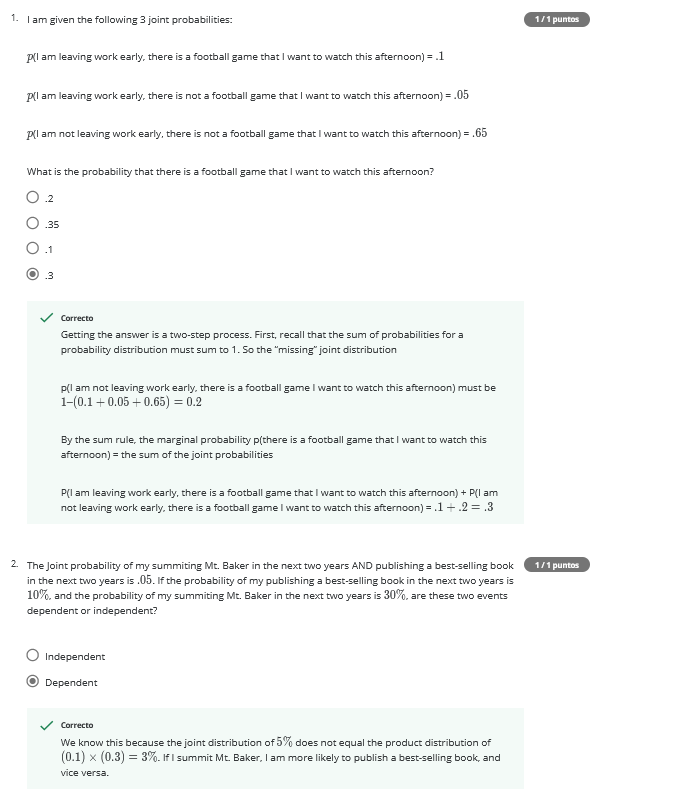 1. I am given the following 3 joint probabilities:
1 / 1 puntos
p(I am leaving work early, there is a football game that I want to watch this afternoon) = .1
p(I am leaving work early, there is not a football game that I want to watch this afternoon) = .05
p(I am not leaving work early, there is not a football game that I want to watch this afternoon) = .65
What is the probability that there is a football game that I want to watch this afternoon?
.2
.35
.1
.3
Correcto
Getting the answer is a two-step process. First, recall that the sum of probabilities for a
probability distribution must sum to 1. So the "missing" joint distribution
p(I am not leaving work early, there is a football game I want to watch this afternoon) must be
1–(0.1 + 0.05 + 0.65) = 0.2
By the sum rule, the marginal probability p(there is a football game that I want to watch this
afternoon) = the sum of the joint probabilities
P(I am leaving work early, there is a football game that I want to watch this afternoon) + P(I am
not leaving work early, there is a football game I want to watch this afternoon) = .1 + .2 = .3
2. The Joint probability of my summiting Mt. Baker in the next two years AND publishing a best-selling book
1 / 1 puntos
in the next two years is .05. If the probability of my publishing a best-selling book in the next two years is
10%, and the probability of my summiting Mt. Baker in the next two years is 30%, are these two events
dependent or independent?
Independent
Dependent
Correcto
We know this because the joint distribution of 5% does not equal the product distribution of
(0.1) × (0.3) = 3%. If I summit Mt. Baker, I am more likely to publish a best-selling book, and
vice versa.